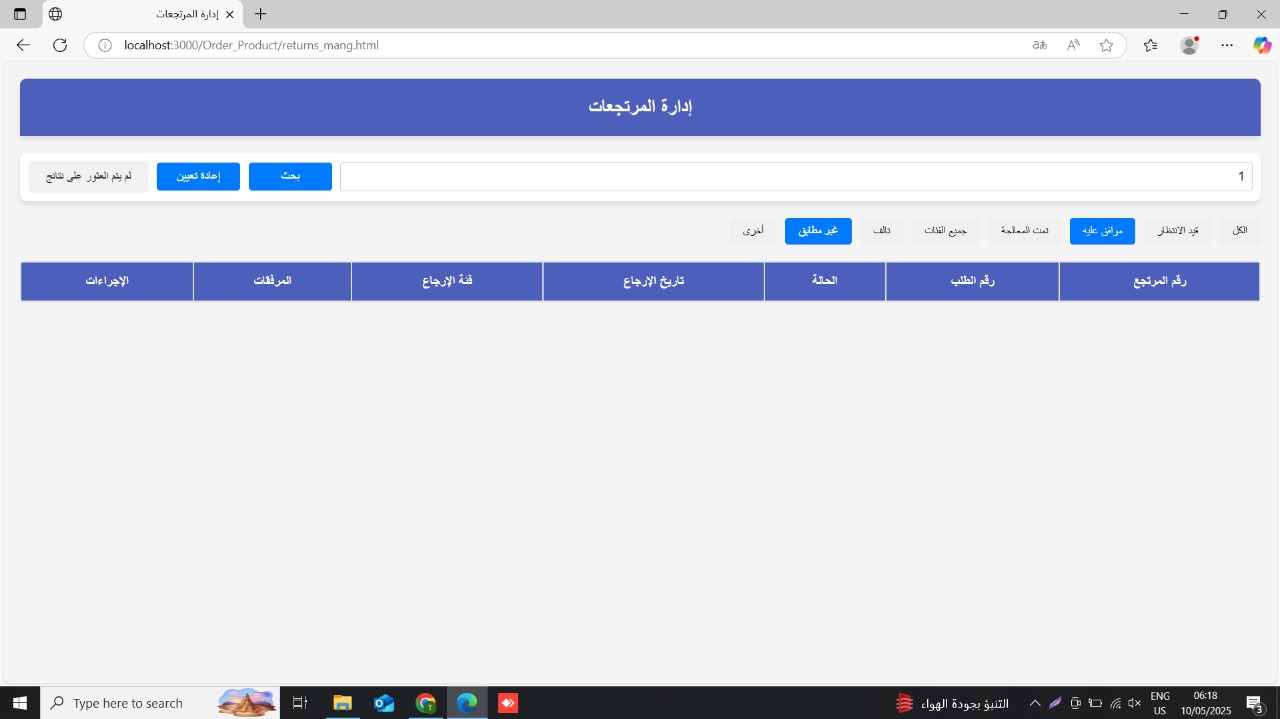 إدارة المرتجعات
localhost:3000/Order_Product/returns_mang.html
إدارة المرتجعات
1
بحث
إعادة تعيين
لم يتم العثور على نتائج
الكل
قيد الانتظار
موافق عليه
تمت المعالجة
جميع الفئات
تالف
غير مطابق
أخرى
رقم المرتجع
رقم الطلب
الحالة
تاريخ الإرجاع
فئة الإرجاع
المرفقات
الإجراءات
Type here to search
التنبؤ بجودة الهواء
ENG
US
06:18
10/05/2025
3